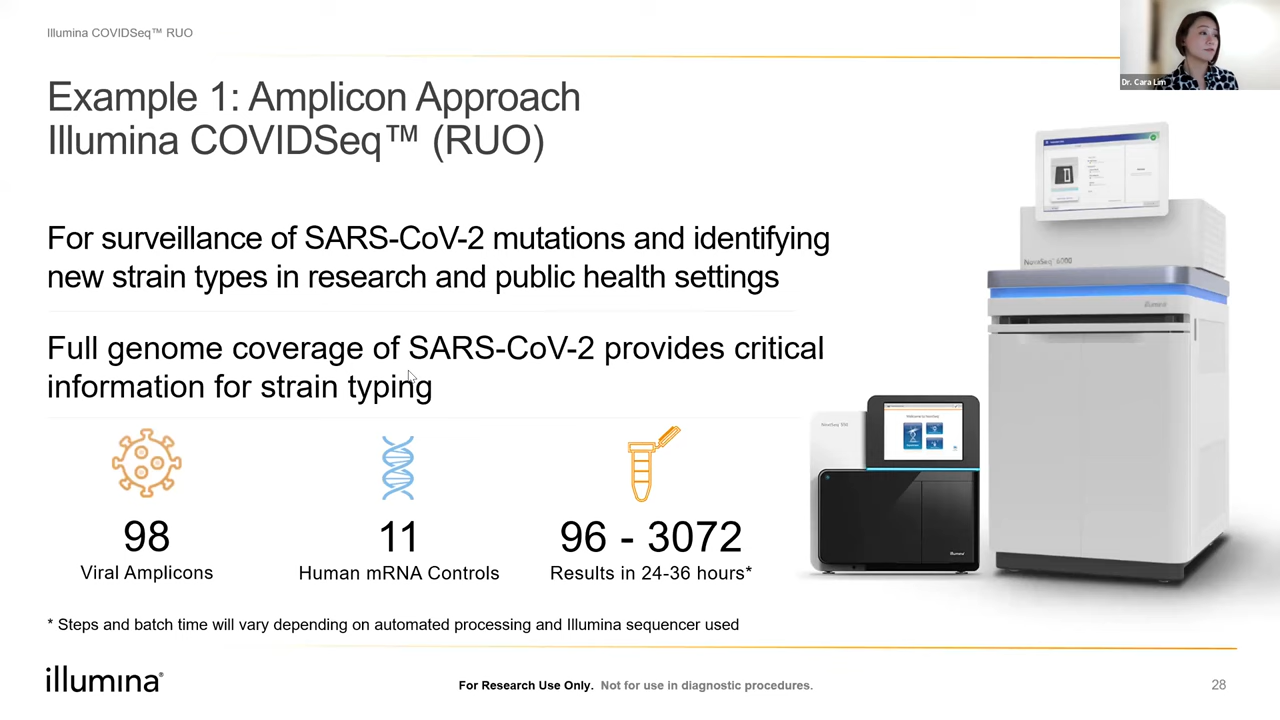 Illumina COVIDSeq™ RUO
Dr. Cara Lim
Example 1: Amplicon Approach
Illumina COVIDSeq™ (RUO)
For surveillance of SARS-CoV-2 mutations and identifying
new strain types in research and public health settings
Full genome coverage of SARS-CoV-2 provides critical
information for strain typing
98
Viral Amplicons
11
Human mRNA Controls
96 - 3072
Results in 24-36 hours*
NovaSeq 6000
illumina
illumina
* Steps and batch time will vary depending on automated processing and Illumina sequencer used
illumina®
For Research Use Only. Not for use in diagnostic procedures.
28